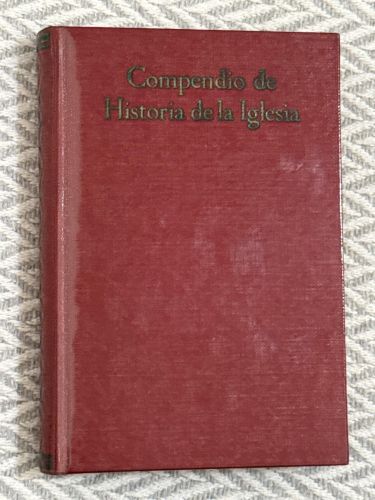 Compendio de
Historia de la Iglesia